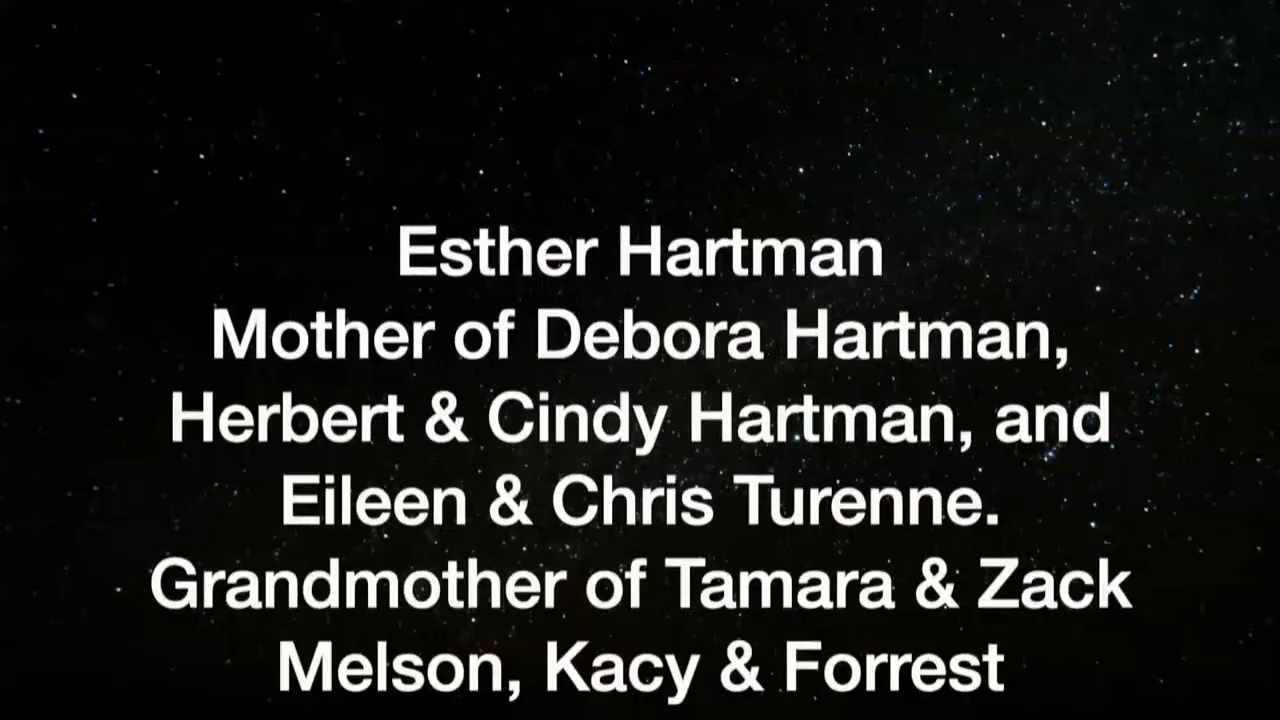 Esther Hartman
Mother of Debora Hartman,
Herbert & Cindy Hartman, and
Eileen & Chris Turenne.
Grandmother of Tamara & Zack
Melson, Kacy & Forrest